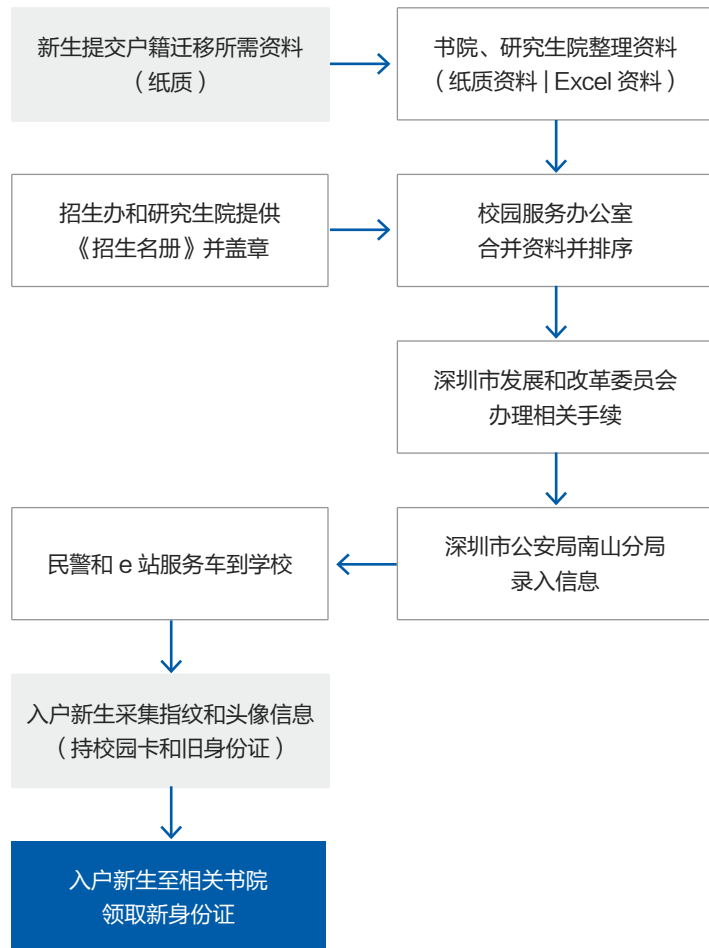 新生提交户籍迁移所需资料
（纸质）
书院、研究生院整理资料
（纸质资料 | Excel 资料）
招生办和研究生院提供
《招生名册》并盖章
校园服务办公室
合并资料并排序
深圳市发展和改革委员会
办理相关手续
深圳市公安局南山分局
录入信息
民警和 e 站服务车到学校
入户新生采集指纹和头像信息
（持校园卡和旧身份证）
入户新生至相关书院
领取新身份证